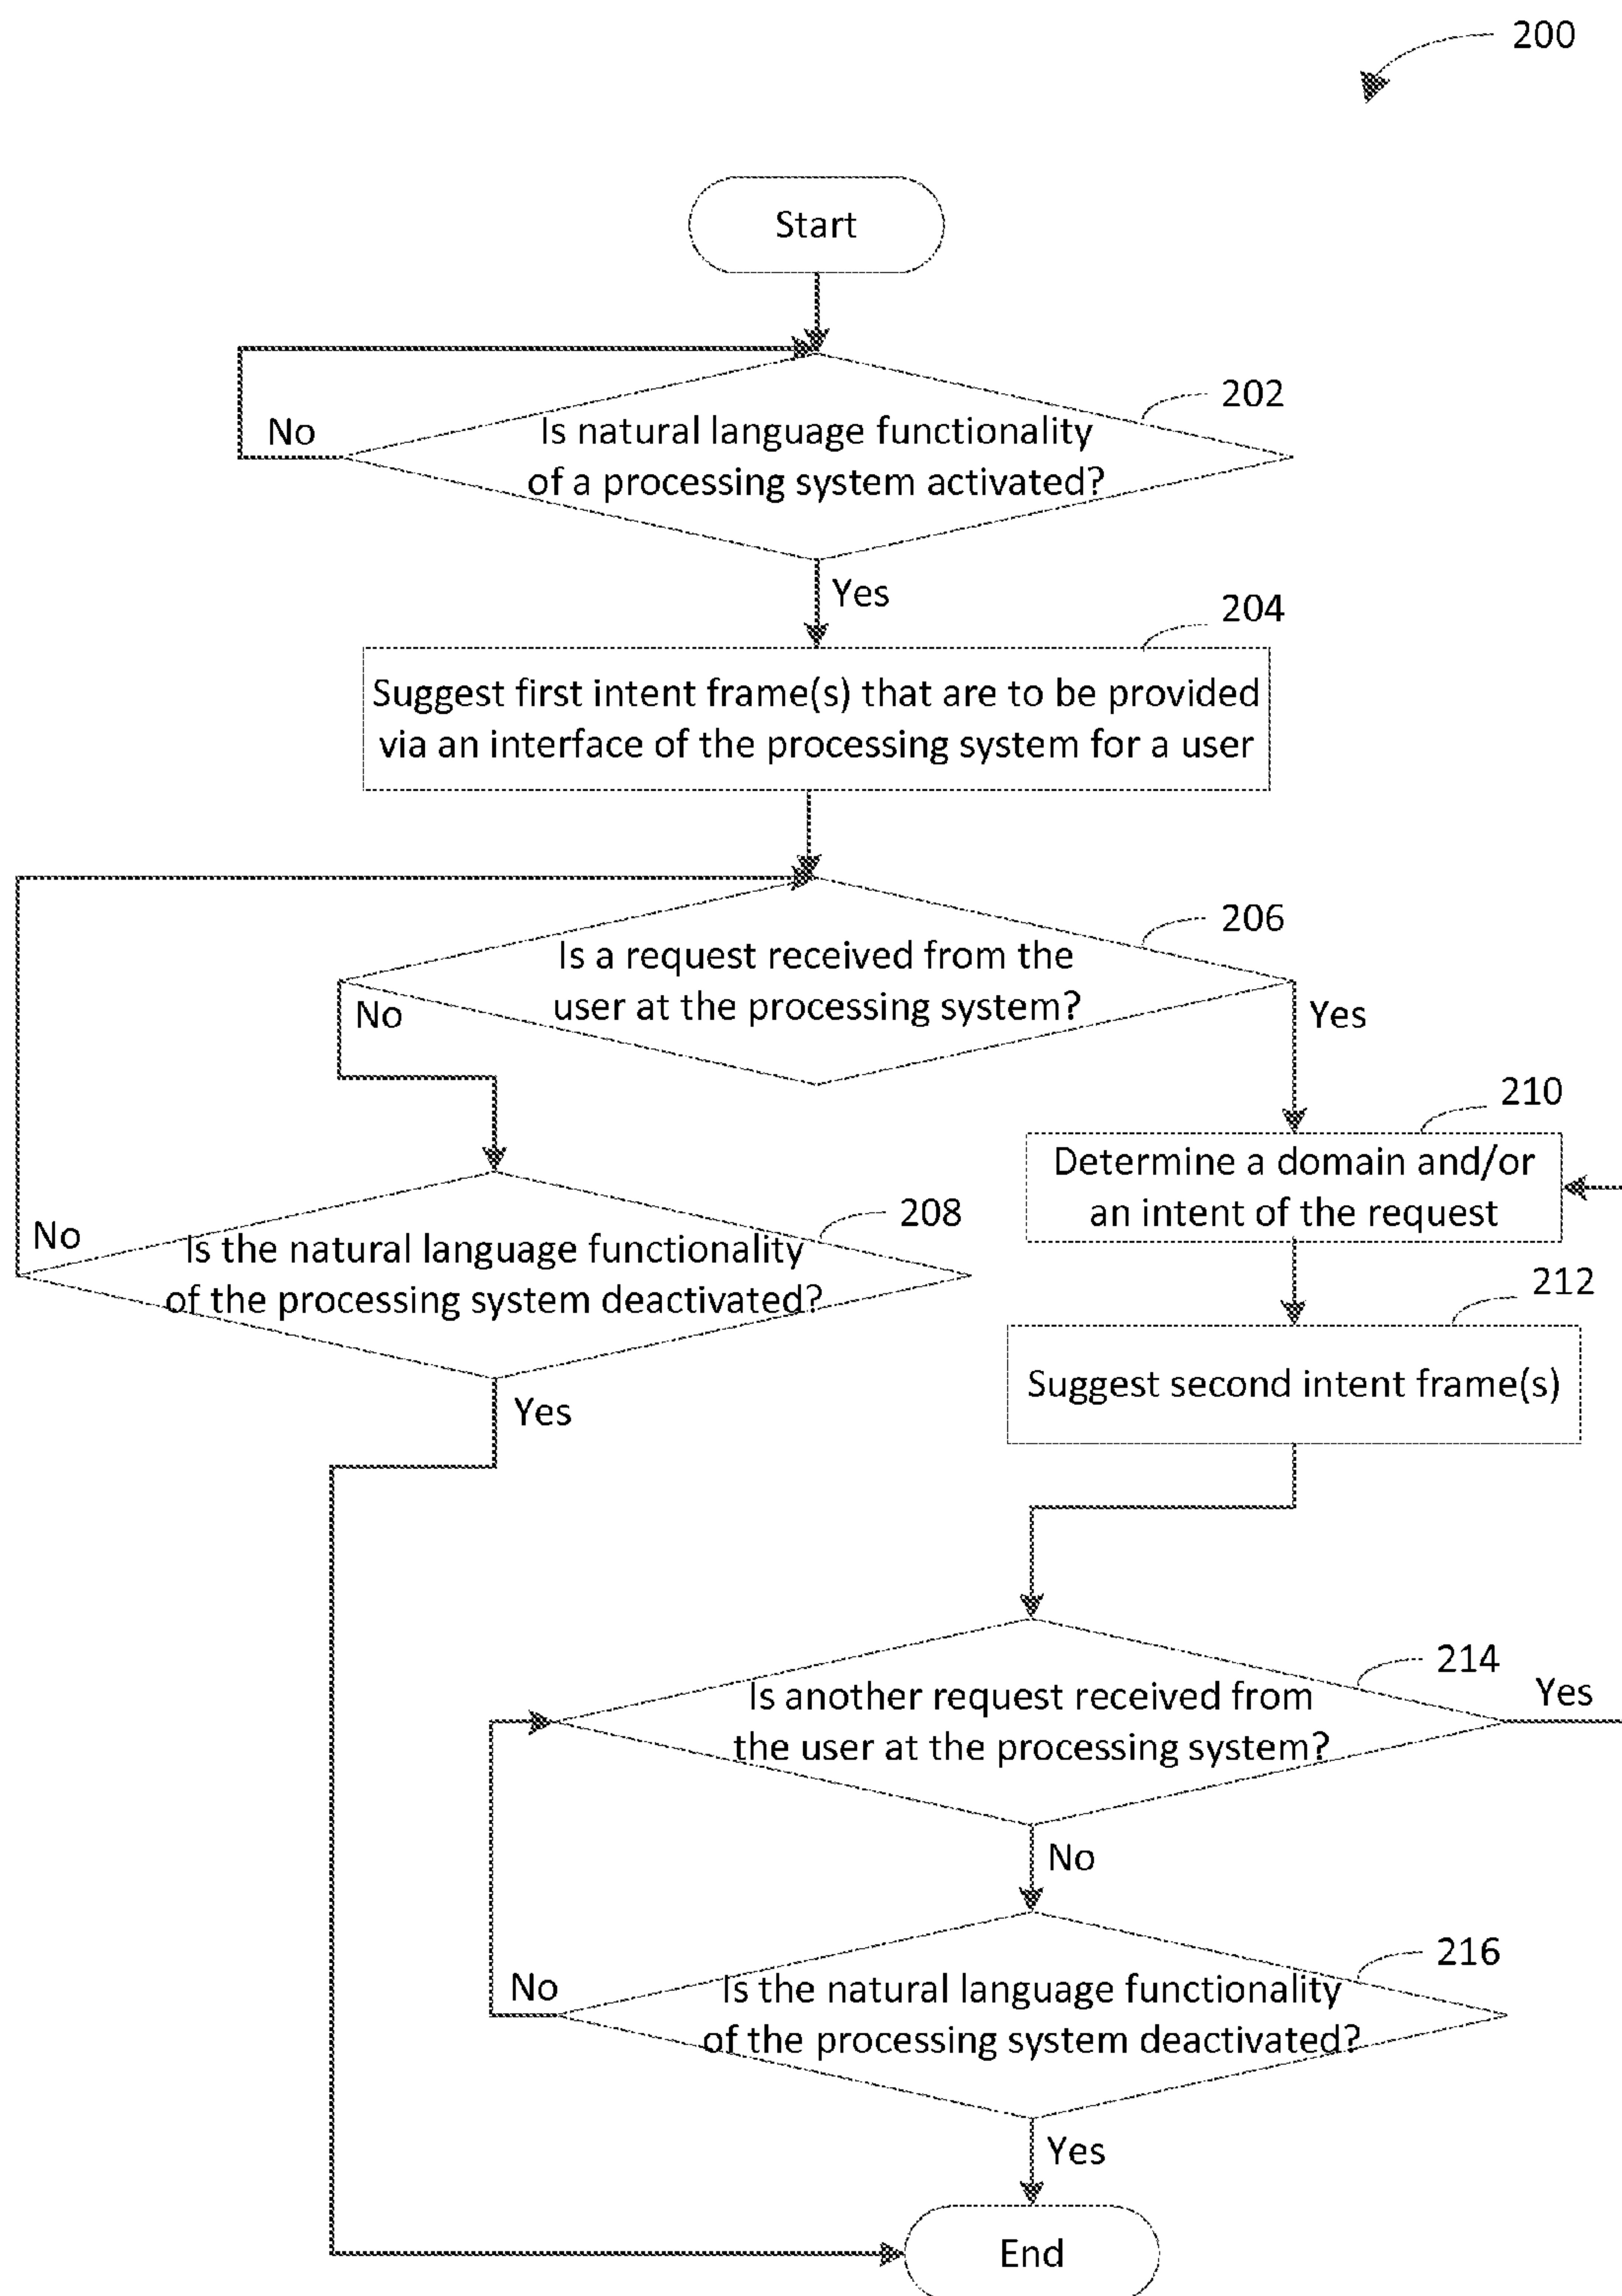 200
Start
202
No
Is natural language functionality
of a processing system activated?
Yes
204
Suggest first intent frame(s) that are to be provided
via an interface of the processing system for a user
206
Is a request received from the
user at the processing system?
No
Yes
210
Determine a domain and/or
an intent of the request
208
No
Is the natural language functionality
of the processing system deactivated?
212
Suggest second intent frame(s)
Yes
214
Is another request received from
the user at the processing system?
Yes
No
216
No
Is the natural language functionality
of the processing system deactivated?
Yes
End